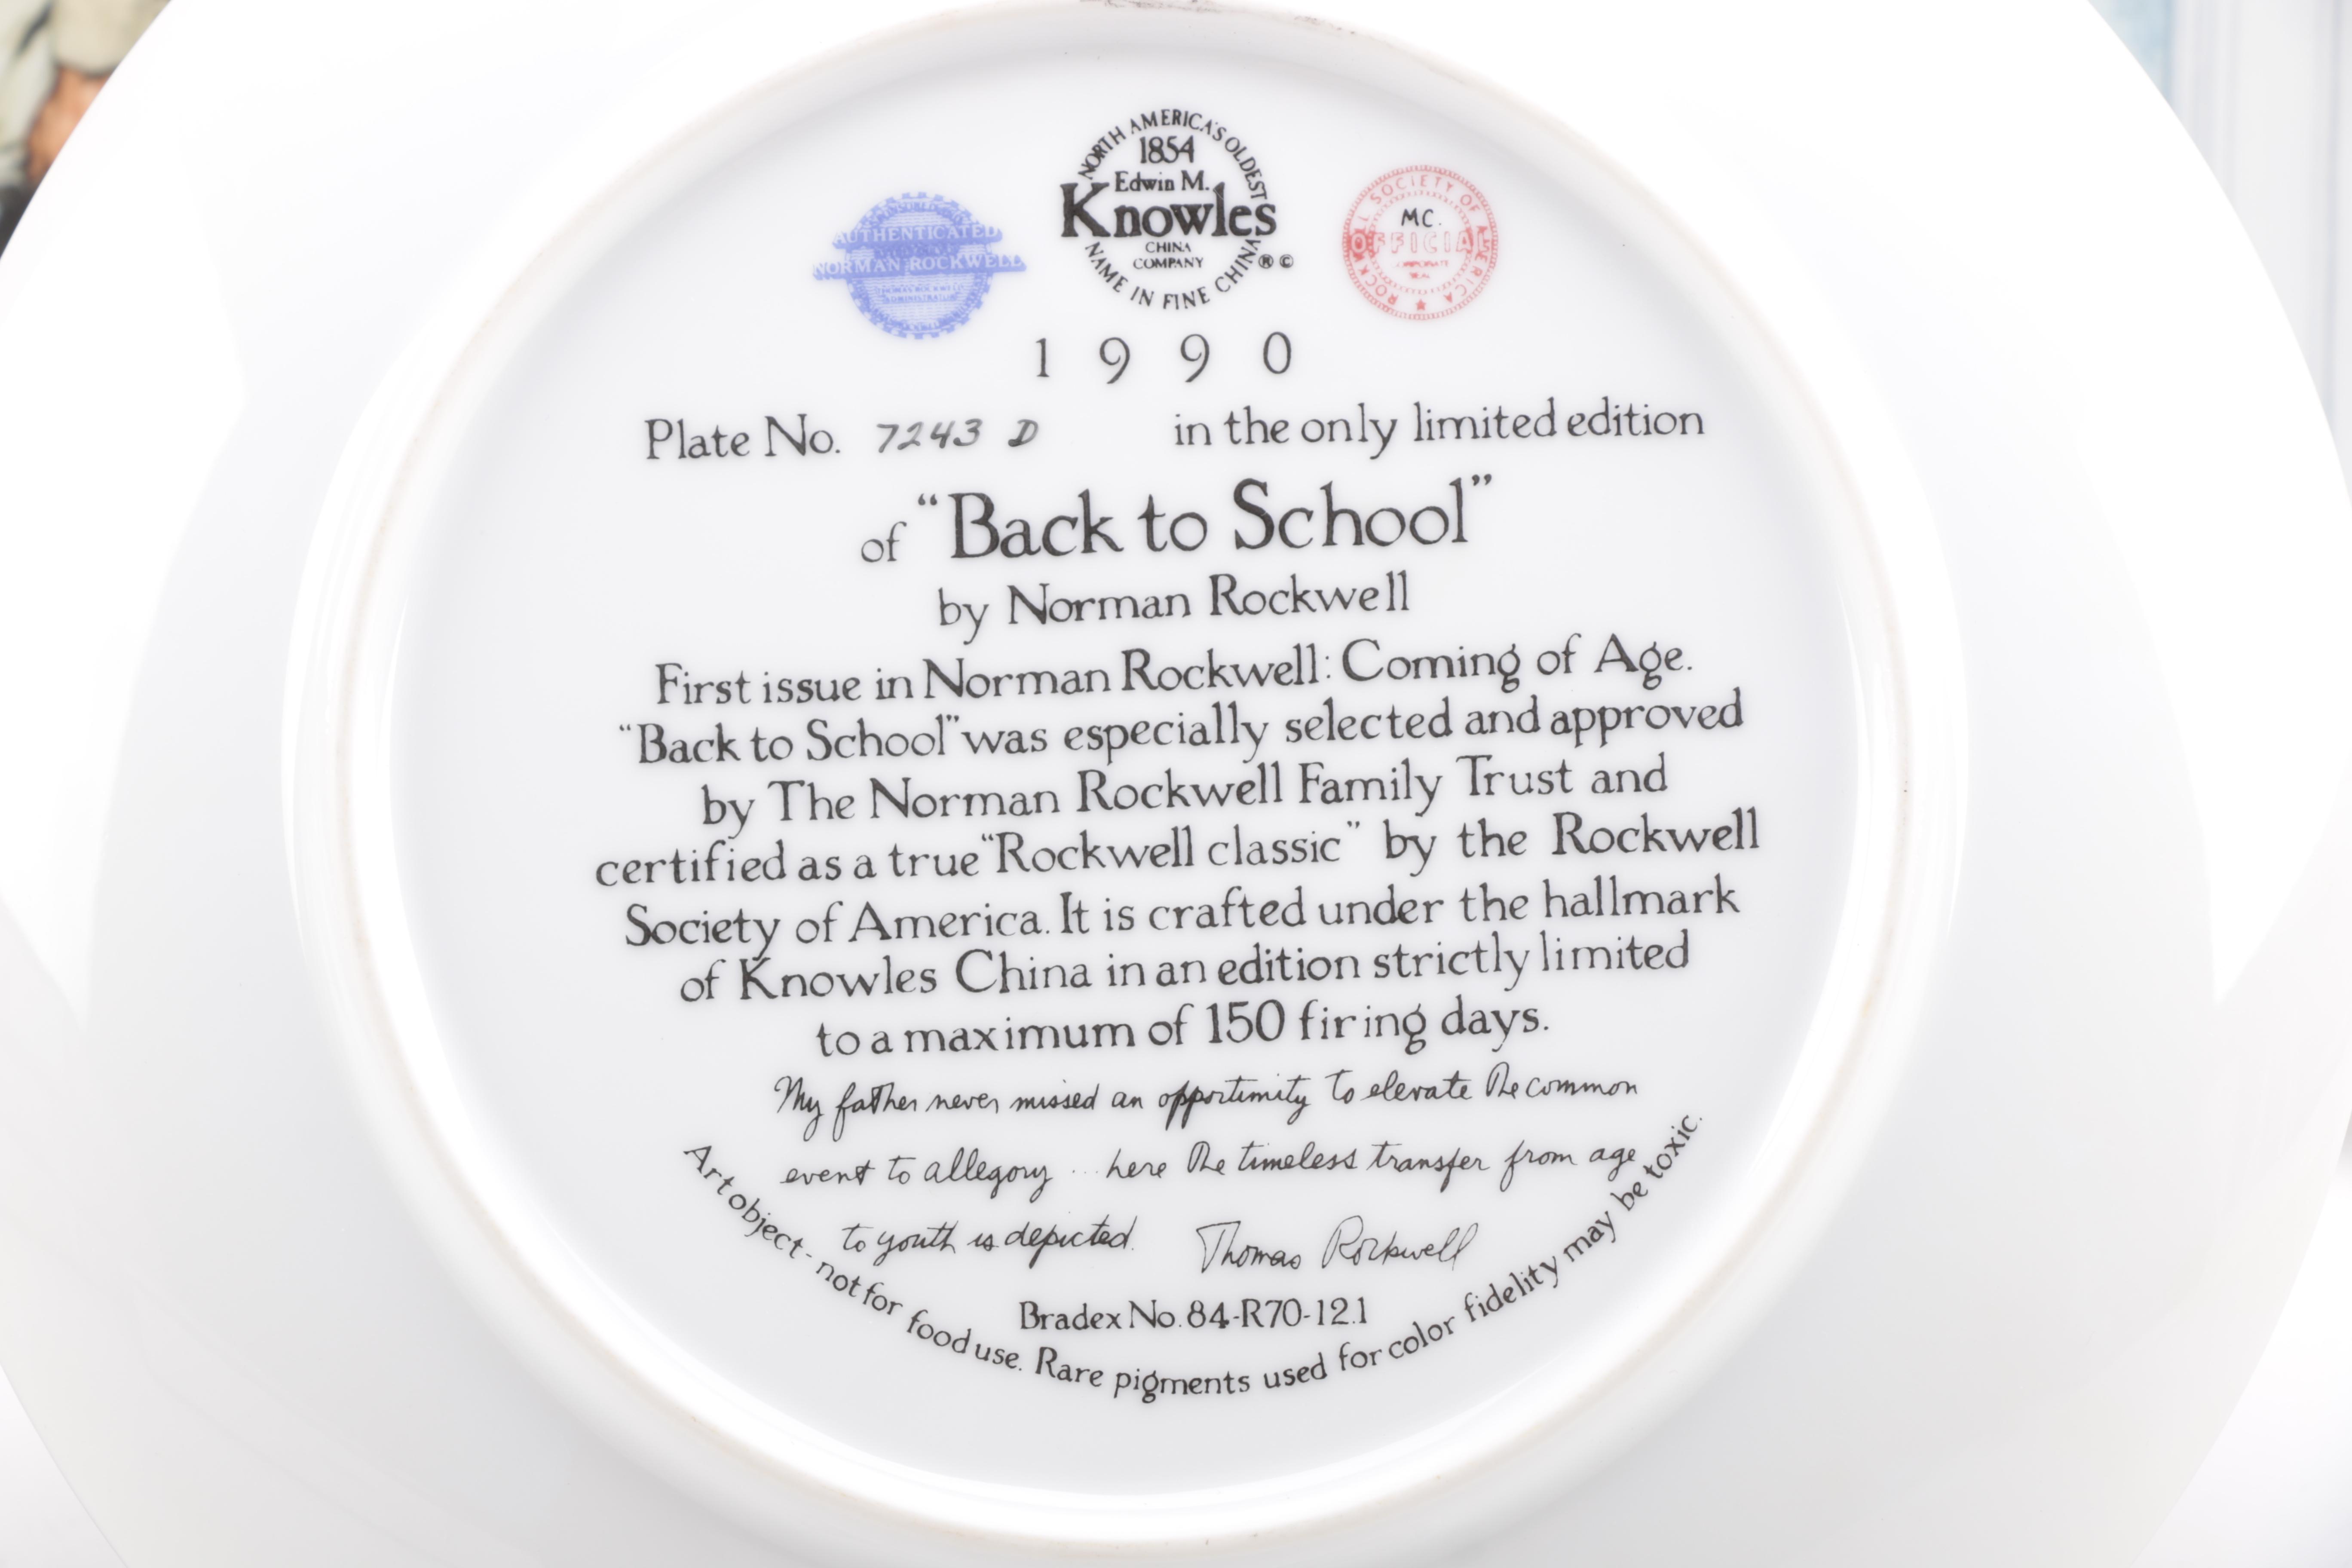 NORTH AMERICA'S OLDEST
1854
Edwin M.
Knowles
CHINA
COMPANY
NAME IN FINE CHINA
® ©
AUTHENTICATED
NORMAN ROCKWELL
ROCKWELL SOCIETY OF AMERICA
MC.
OFFICIAL
CORPORATE
SEAL
1990
Plate No. 7243 D in the only limited edition
of "Back to School"
by Norman Rockwell
First issue in Norman Rockwell: Coming of Age.
"Back to School" was especially selected and approved
by The Norman Rockwell Family Trust and
certified as a true "Rockwell classic" by the Rockwell
Society of America. It is crafted under the hallmark
of Knowles China in an edition strictly limited
to a maximum of 150 firing days.
My father never missed an opportunity to elevate the common
event to allegory ... here the timeless transfer from age
to youth is depicted. Thomas Rockwell
Bradex No. 84-R70-12.1
Art object - not for food use. Rare pigments used for color fidelity may be toxic.